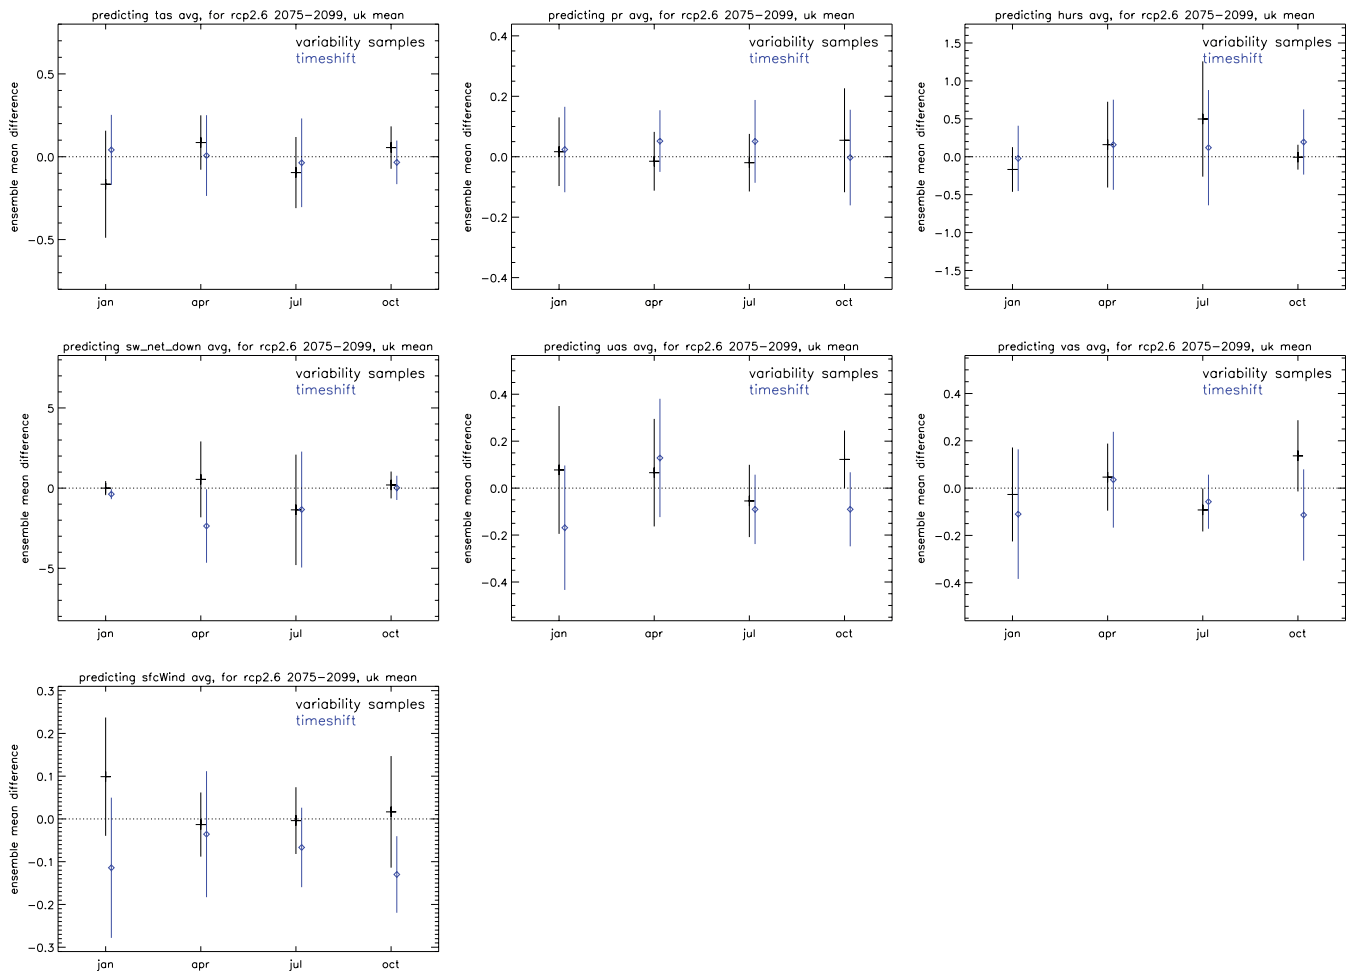 predicting tas avg, for rcp2.6 2075-2099, uk mean
variability samples
timeshift
ensemble mean difference
0.5
0.0
-0.5
jan apr jul oct
predicting pr avg, for rcp2.6 2075-2099, uk mean
variability samples
timeshift
ensemble mean difference
0.4
0.2
0.0
-0.2
-0.4
jan apr jul oct
predicting hurs avg, for rcp2.6 2075-2099, uk mean
variability samples
timeshift
ensemble mean difference
1.5
1.0
0.5
0.0
-0.5
-1.0
-1.5
jan apr jul oct
predicting sw_net_down avg, for rcp2.6 2075-2099, uk mean
variability samples
timeshift
ensemble mean difference
5
0
-5
jan apr jul oct
predicting uas avg, for rcp2.6 2075-2099, uk mean
variability samples
timeshift
ensemble mean difference
0.4
0.2
0.0
-0.2
-0.4
jan apr jul oct
predicting vas avg, for rcp2.6 2075-2099, uk mean
variability samples
timeshift
ensemble mean difference
0.4
0.2
0.0
-0.2
-0.4
jan apr jul oct
predicting sfcWind avg, for rcp2.6 2075-2099, uk mean
variability samples
timeshift
ensemble mean difference
0.3
0.2
0.1
0.0
-0.1
-0.2
-0.3
jan apr jul oct